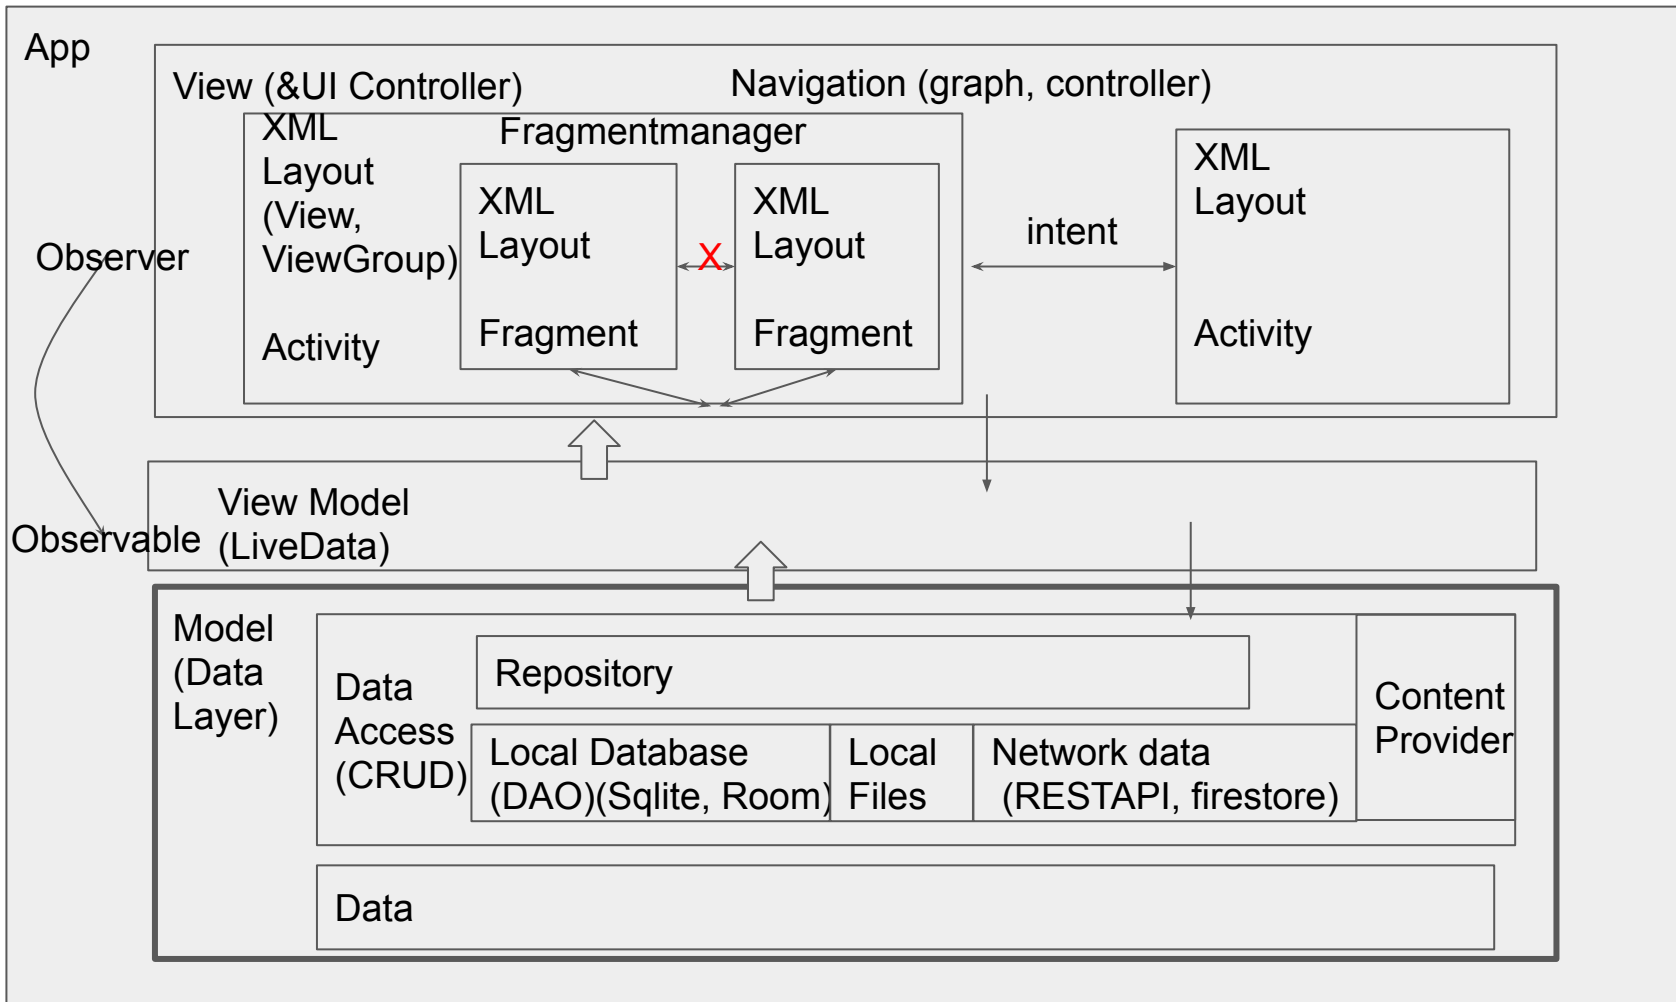 App
View (&UI Controller)
Navigation (graph, controller)
XML
Layout
(View,
ViewGroup)
Activity
Fragmentmanager
XML
Layout
Fragment
X
XML
Layout
Fragment
intent
XML
Layout
Activity
Observer
Observable
View Model
(LiveData)
Model
(Data
Layer)
Data
Access
(CRUD)
Repository
Local Database
(DAO)(Sqlite, Room)
Local
Files
Network data
(RESTAPI, firestore)
Content
Provider
Data